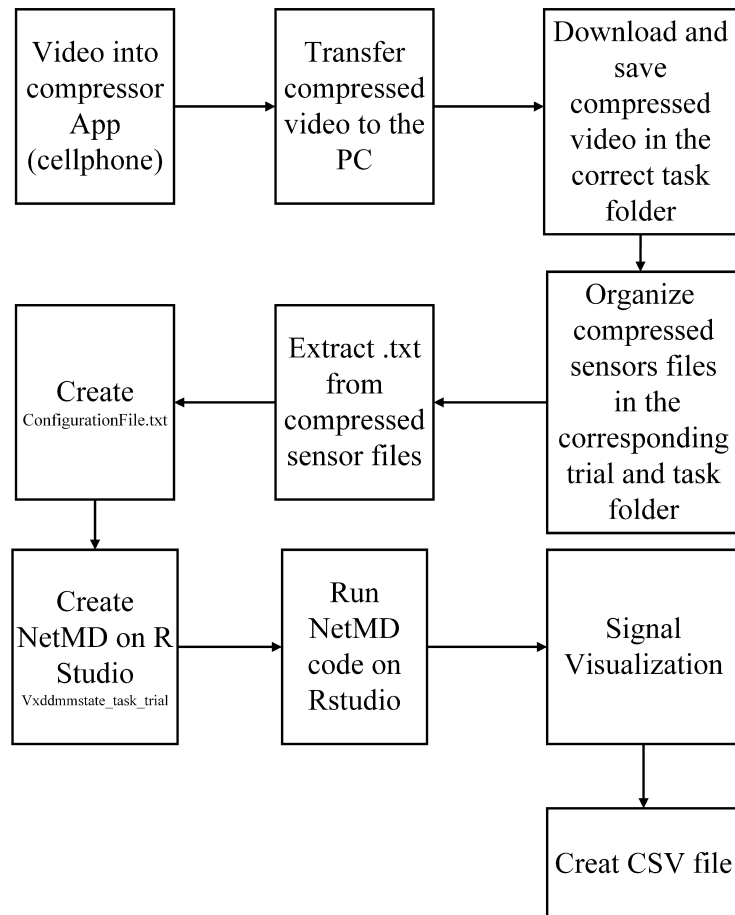 Video into
compressor
App
(cellphone)
Transfer
compressed
video to the
PC
Download and
save
compressed
video in the
correct task
folder
Organize
compressed
sensors files
in the
corresponding
trial and task
folder
Extract .txt
from
compressed
sensor files
Create
ConfigurationFile.txt
Create
NetMD on R
Studio
Vxddmmstate_task_trial
Run
NetMD
code on
Rstudio
Signal
Visualization
Creat CSV file